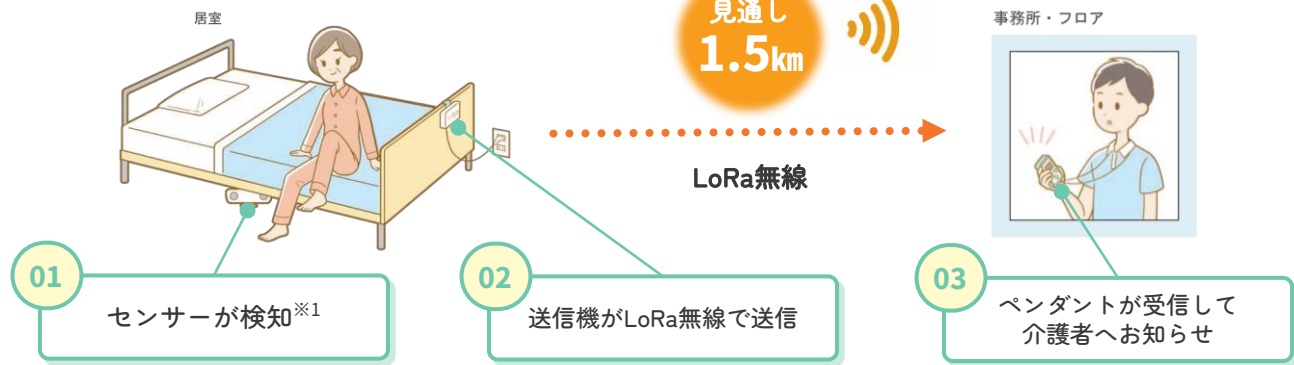 居室
見通し
1.5km
事務所・フロア
LoRa無線
01
センサーが検知※1
02
送信機がLoRa無線で送信
03
ペンダントが受信して
介護者へお知らせ